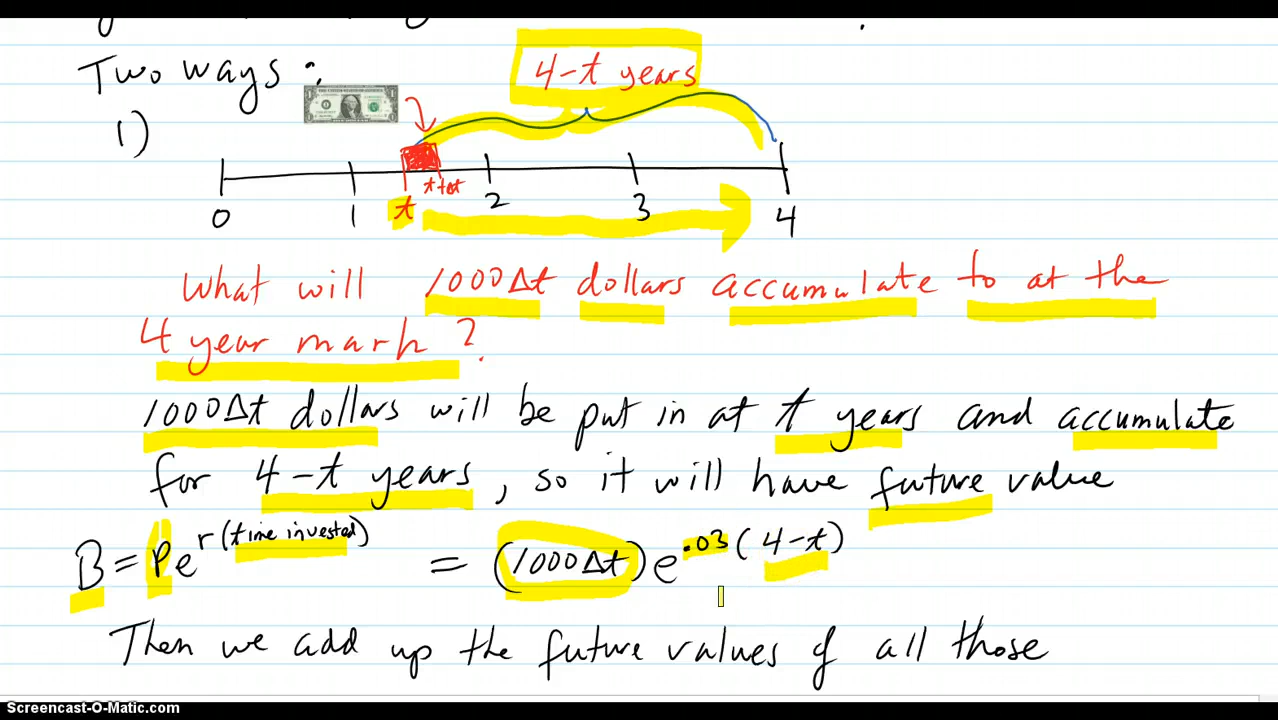 Two ways :
4-t years
1)
t+Δt
0 1 t 2 3 4
What will 1000Δt dollars accumulate to at the
4 year mark ?
1000Δt dollars will be put in at t years and accumulate
for 4-t years, so it will have future value
B = Pe^r(time invested) = (1000Δt)e^.03(4-t)
Then we add up the future values of all those
Screencast-O-Matic.com